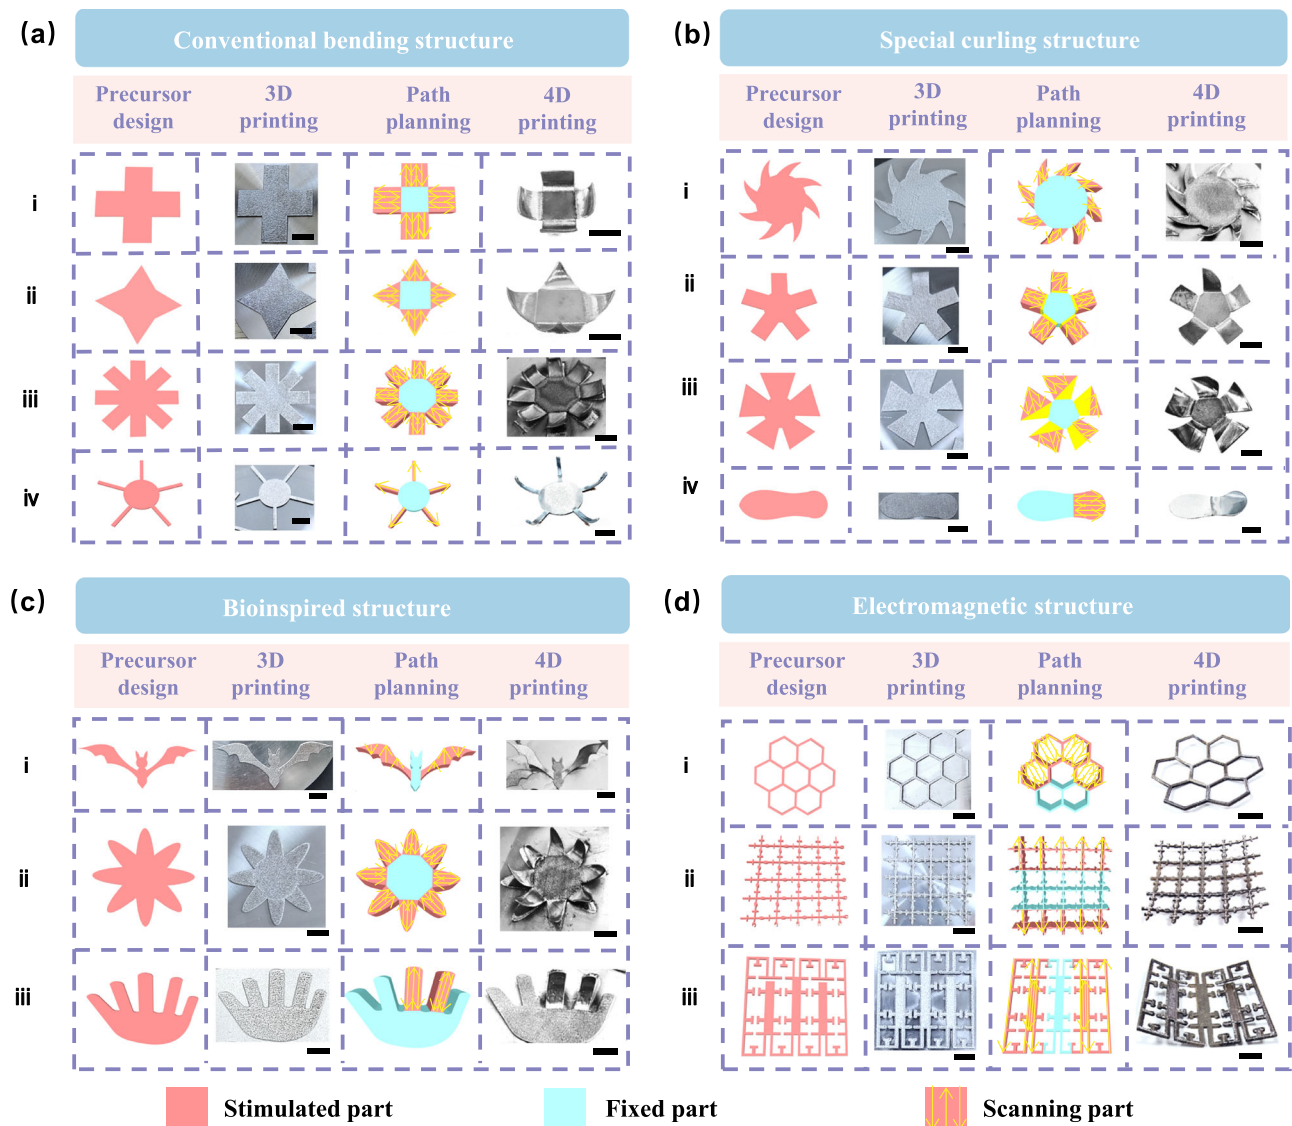 (a)
Conventional bending structure
Precursor design
3D printing
Path planning
4D printing
i
ii
iii
iv
(b)
Special curling structure
Precursor design
3D printing
Path planning
4D printing
i
ii
iii
iv
(c)
Bioinspired structure
Precursor design
3D printing
Path planning
4D printing
i
ii
iii
(d)
Electromagnetic structure
Precursor design
3D printing
Path planning
4D printing
i
ii
iii
Stimulated part
Fixed part
Scanning part